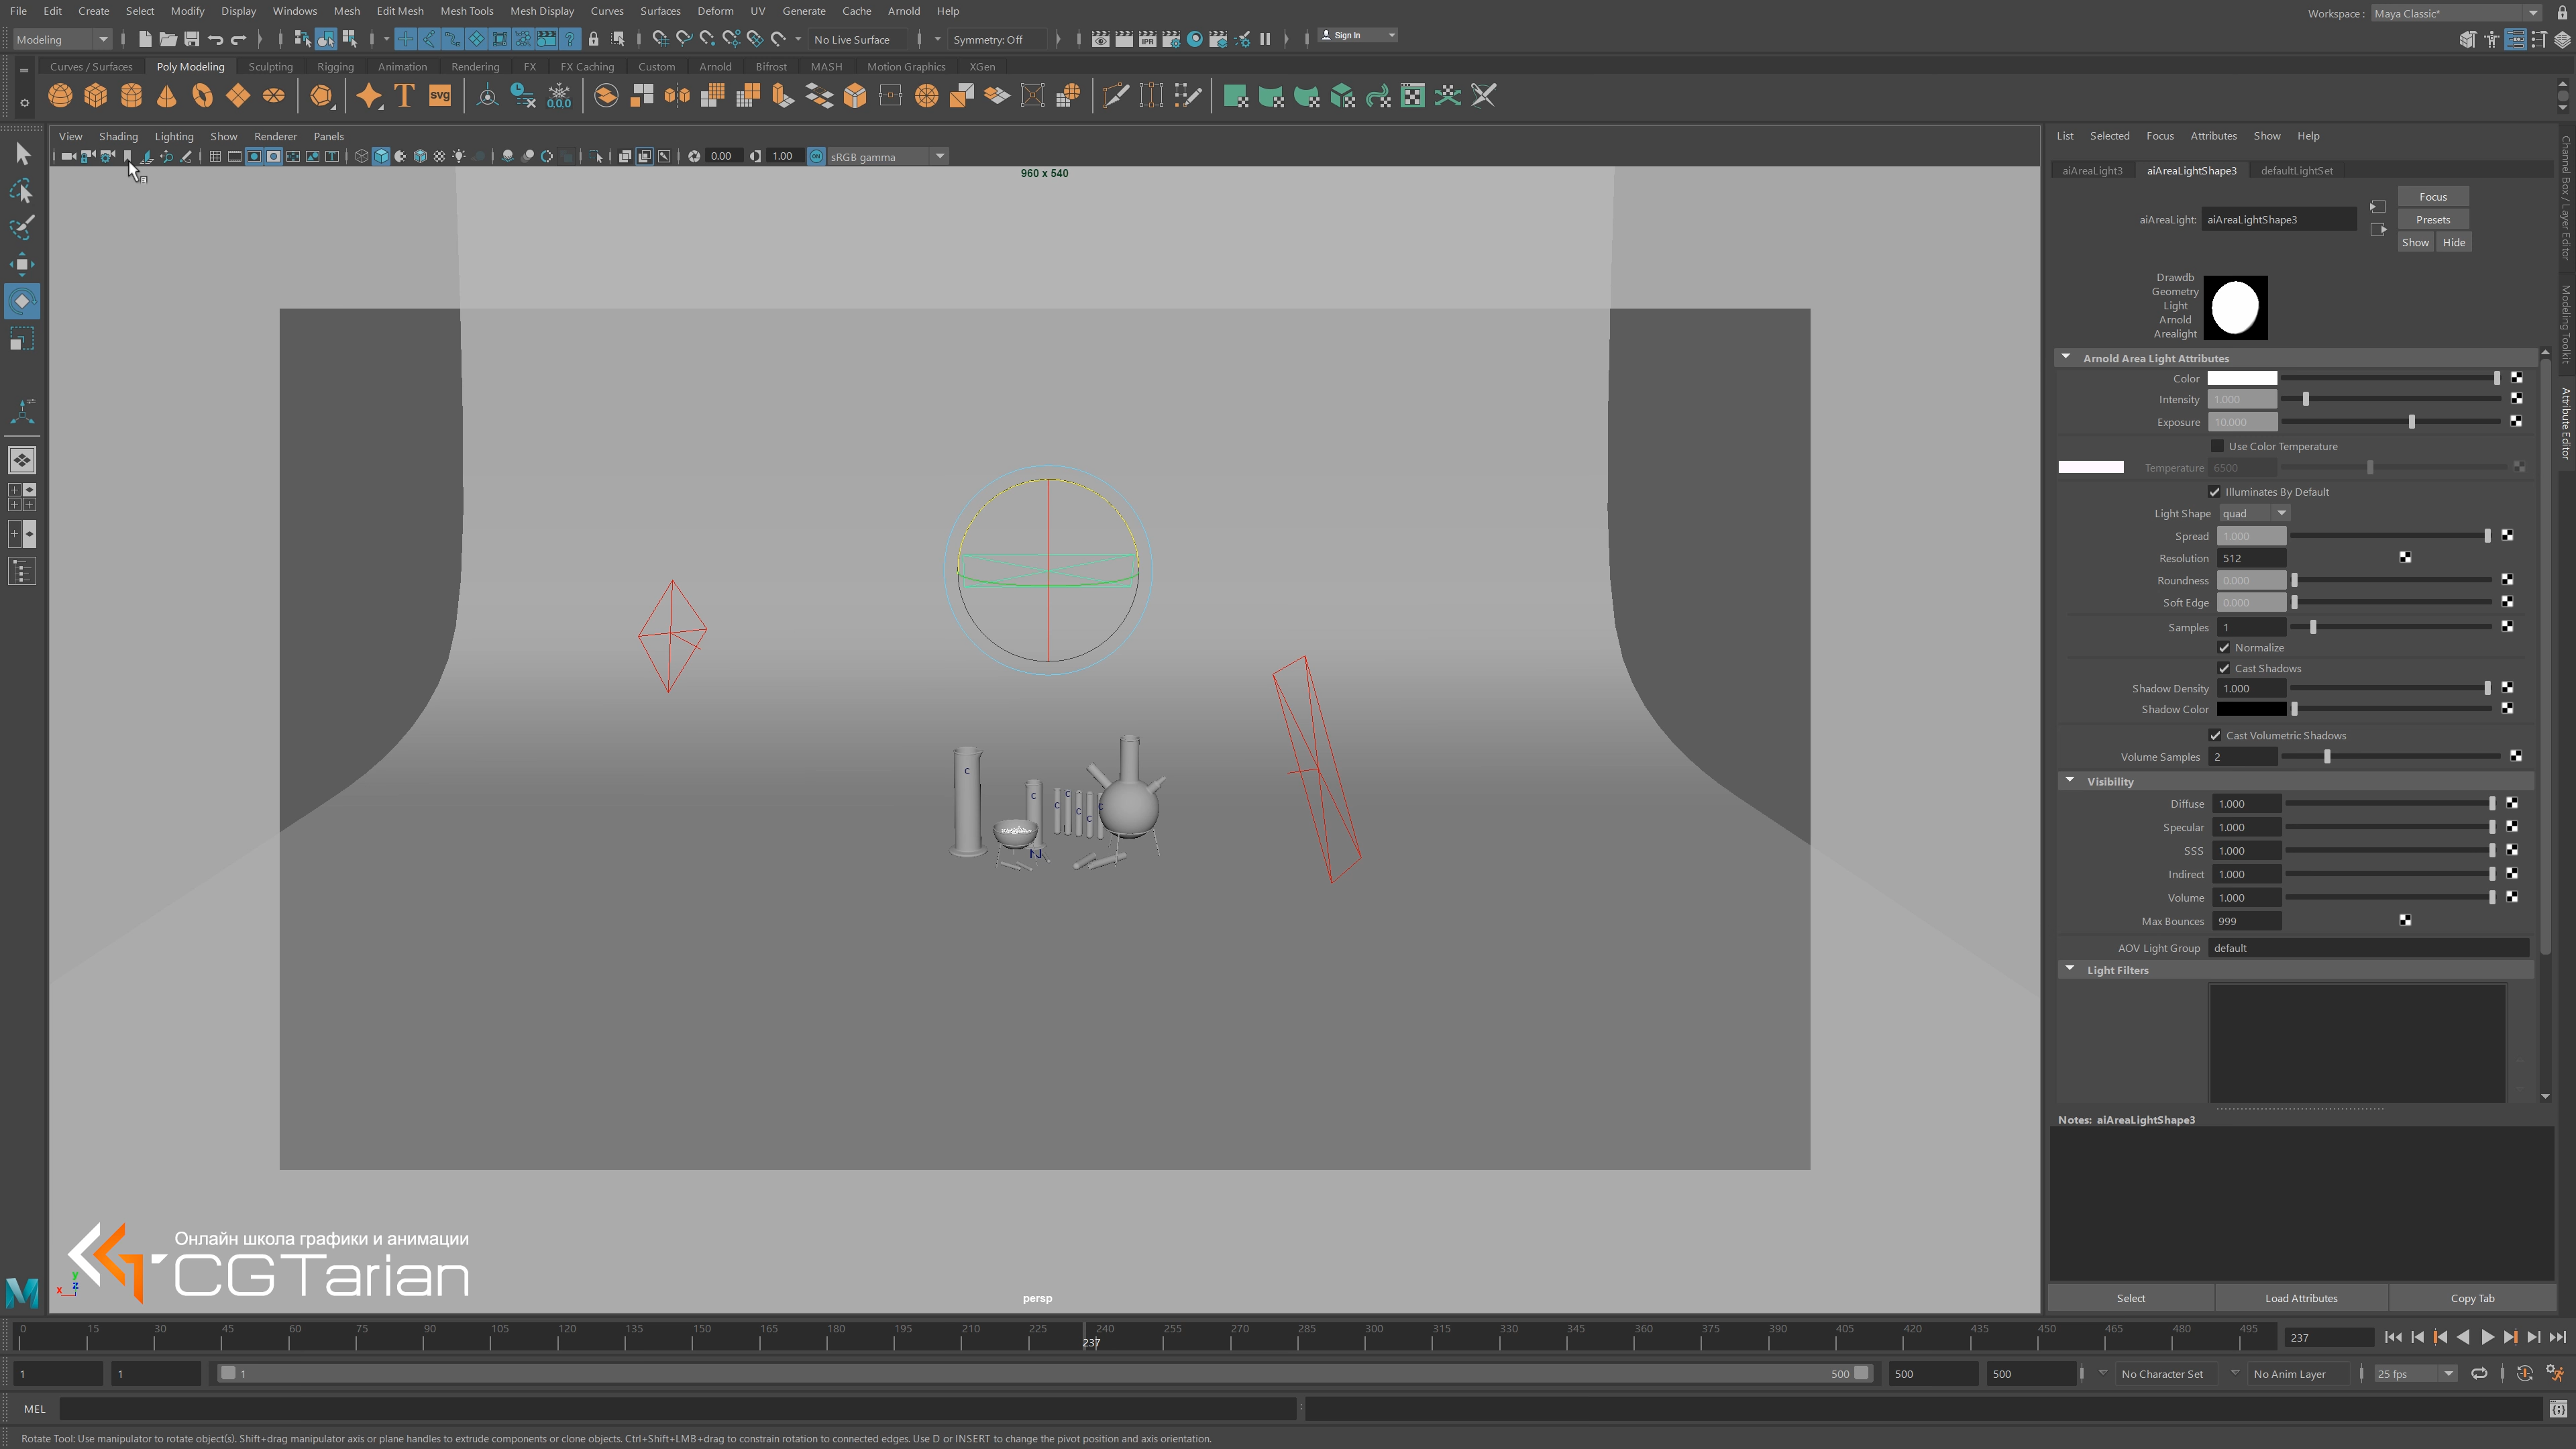 File Edit Create Select Modify Display Windows Mesh Edit Mesh Mesh Tools Mesh Display Curves Surfaces Deform UV Generate Cache Arnold Help
Workspace : Maya Classic*
Modeling
No Live Surface
Symmetry: Off
Sign In
Curves / Surfaces Poly Modeling Sculpting Rigging Animation Rendering FX FX Caching Custom Arnold Bifrost MASH Motion Graphics XGen
View Shading Lighting Show Renderer Panels
0.00 1.00 sRGB gamma
960 x 540
List Selected Focus Attributes Show Help
aiAreaLight3 aiAreaLightShape3 defaultLightSet
aiAreaLight: aiAreaLightShape3
Focus
Presets
Show Hide
Drawdb
Geometry
Light
Arnold
Arealight
Arnold Area Light Attributes
Color
Intensity 1.000
Exposure 10.000
Use Color Temperature
Temperature 6500
Illuminates By Default
Light Shape quad
Spread 1.000
Resolution 512
Roundness 0.000
Soft Edge 0.000
Samples 1
Normalize
Cast Shadows
Shadow Density 1.000
Shadow Color
Cast Volumetric Shadows
Volume Samples 2
Visibility
Diffuse 1.000
Specular 1.000
SSS 1.000
Indirect 1.000
Volume 1.000
Max Bounces 999
AOV Light Group default
Light Filters
Notes: aiAreaLightShape3
Select Load Attributes Copy Tab
Channel Box / Layer Editor
Modeling Toolkit
Attribute Editor
Онлайн школа графики и анимации
CGTarian
persp
0 15 30 45 60 75 90 105 120 135 150 165 180 195 210 225 240 255 270 285 300 315 330 345 360 375 390 405 420 435 450 465 480 495
237
237
1 1 1 500 500 500 No Character Set No Anim Layer 25 fps
MEL
Rotate Tool: Use manipulator to rotate object(s). Shift+drag manipulator axis or plane handles to extrude components or clone objects. Ctrl+Shift+LMB+drag to constrain rotation to connected edges. Use D or INSERT to change the pivot position and axis orientation.